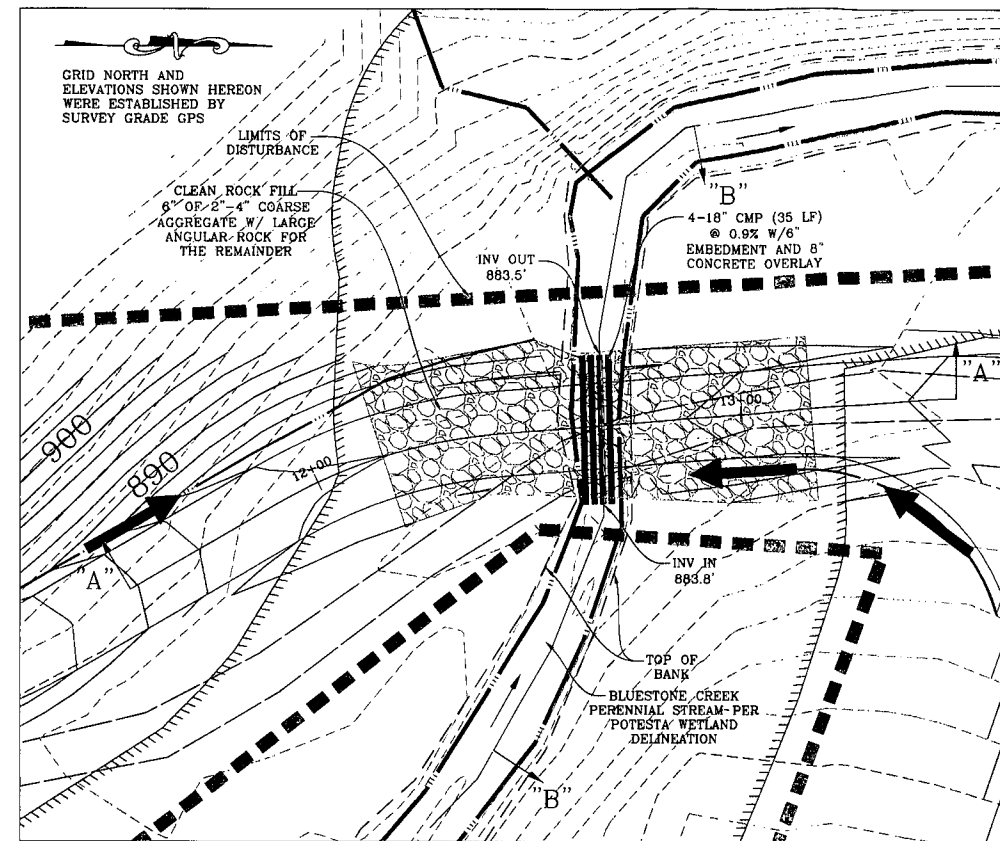 GRID NORTH AND
ELEVATIONS SHOWN HEREON
WERE ESTABLISHED BY
SURVEY GRADE GPS
LIMITS OF
DISTURBANCE
CLEAN ROCK FILL
6" OF 2"-4" COARSE
AGGREGATE W/ LARGE
ANGULAR ROCK FOR
THE REMAINDER
INV OUT
883.5'
"B"
4-18" CMP (35 LF)
@ 0.9% W/6"
EMBEDMENT AND 8"
CONCRETE OVERLAY
"A"
13+00
900
890
12+00
"A"
INV IN
883.8'
TOP OF
BANK
BLUESTONE CREEK
PERENNIAL STREAM-PER
POTESTA WETLAND
DELINEATION
"B"